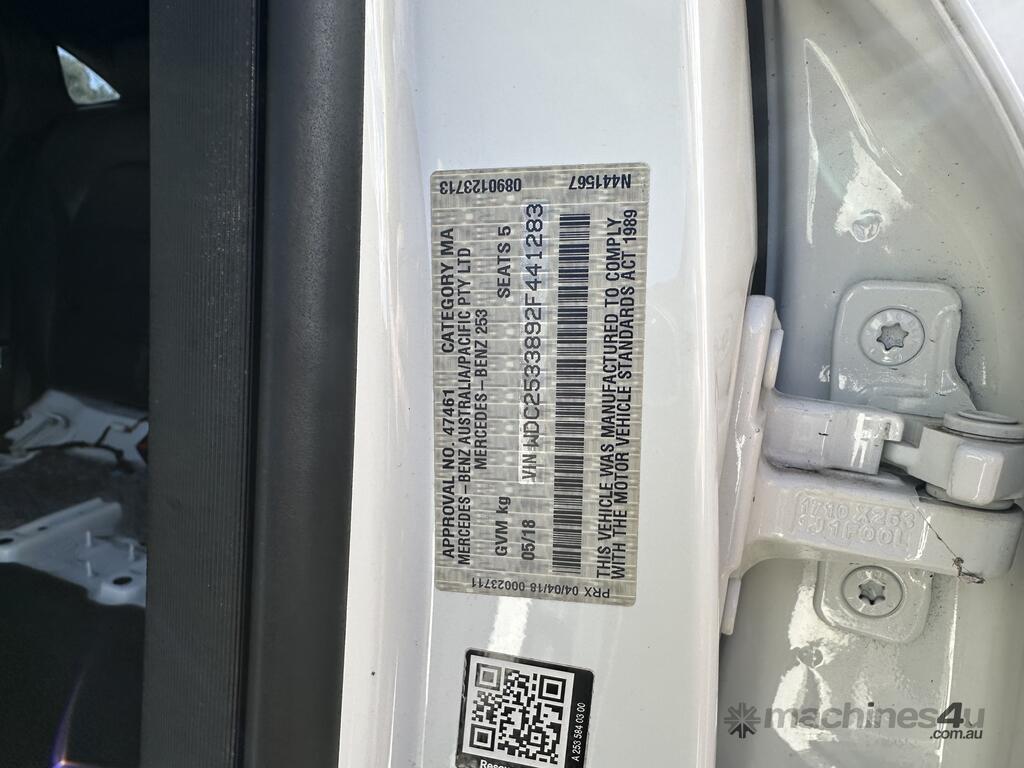 0890123713
N441567
APPROVAL NO. 47461 CATEGORY MA
MERCEDES-BENZ AUSTRALIA/PACIFIC PTY LTD
MERCEDES-BENZ 253
GVM kg SEATS 5
05/18
VIN WDC2533892F441283
THIS VEHICLE WAS MANUFACTURED TO COMPLY
WITH THE MOTOR VEHICLE STANDARDS ACT 1989
PRX 04/04/18 00023711
A 253 584 03 00
machines4u
.com.au